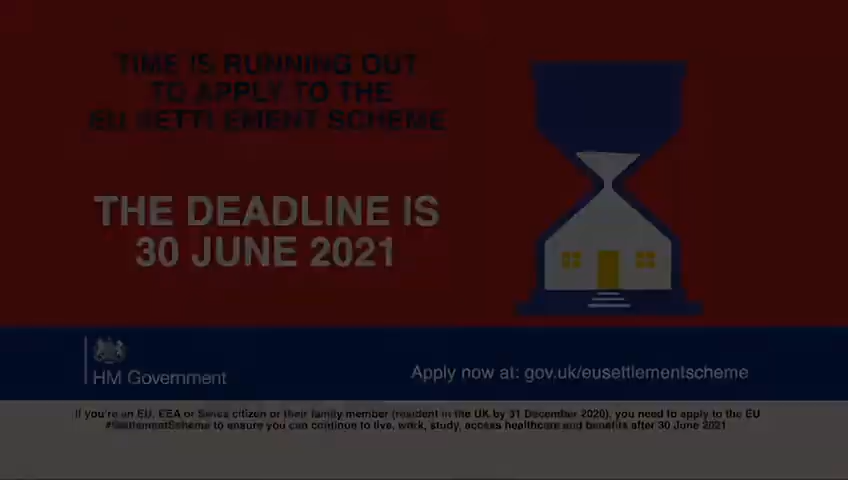 TIME IS RUNNING OUT
TO APPLY TO THE
EU SETTLEMENT SCHEME
THE DEADLINE IS
30 JUNE 2021
HM Government
Apply now at: gov.uk/eusettlementscheme
If you're an EU, EEA or Swiss citizen or their family member (resident in the UK by 31 December 2020), you need to apply to the EU
#SettlementScheme to ensure you can continue to live, work, study, access healthcare and benefits after 30 June 2021